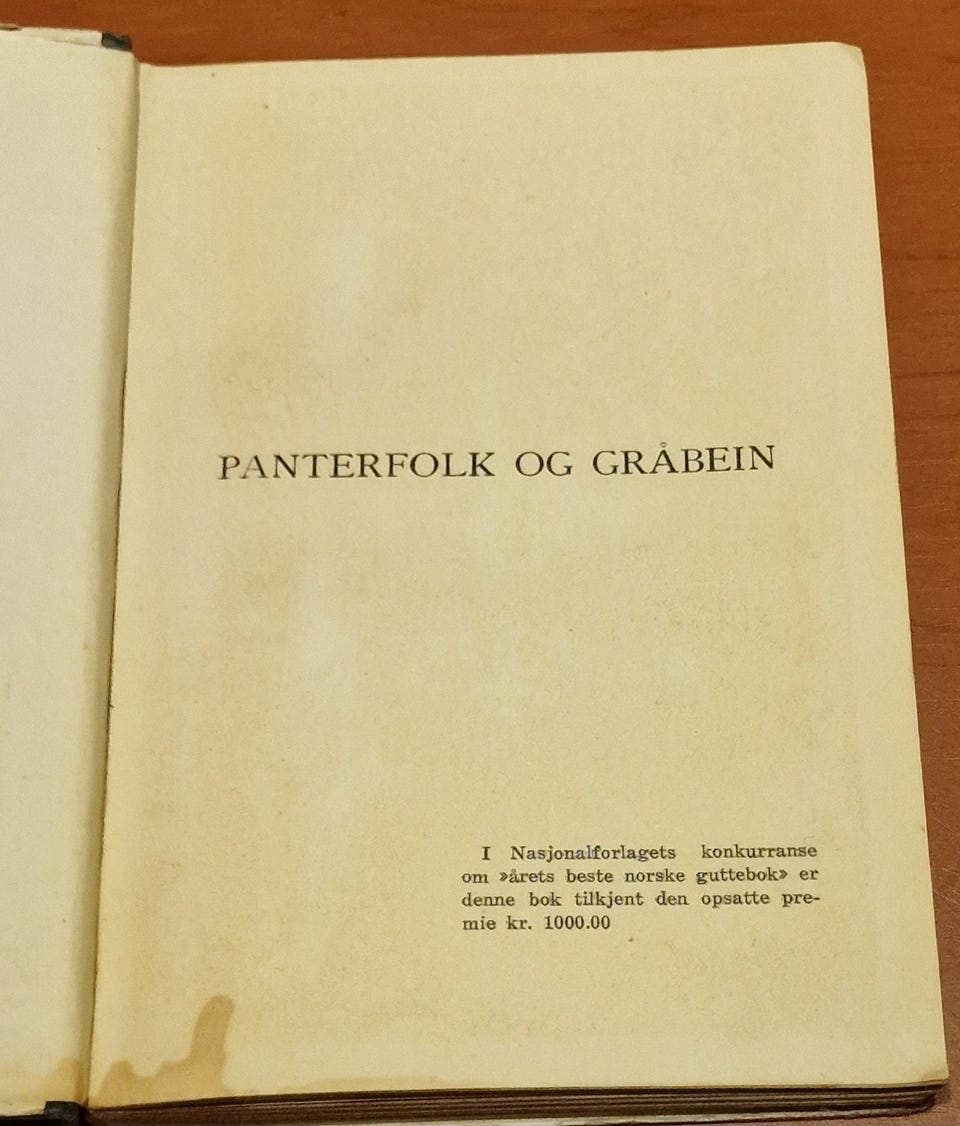 PANTERFOLK OG GRÅBEIN
I Nasjonalforlagets konkurranse
om »årets beste norske guttebok» er
denne bok tilkjent den opsatte pre-
mie kr. 1000.00